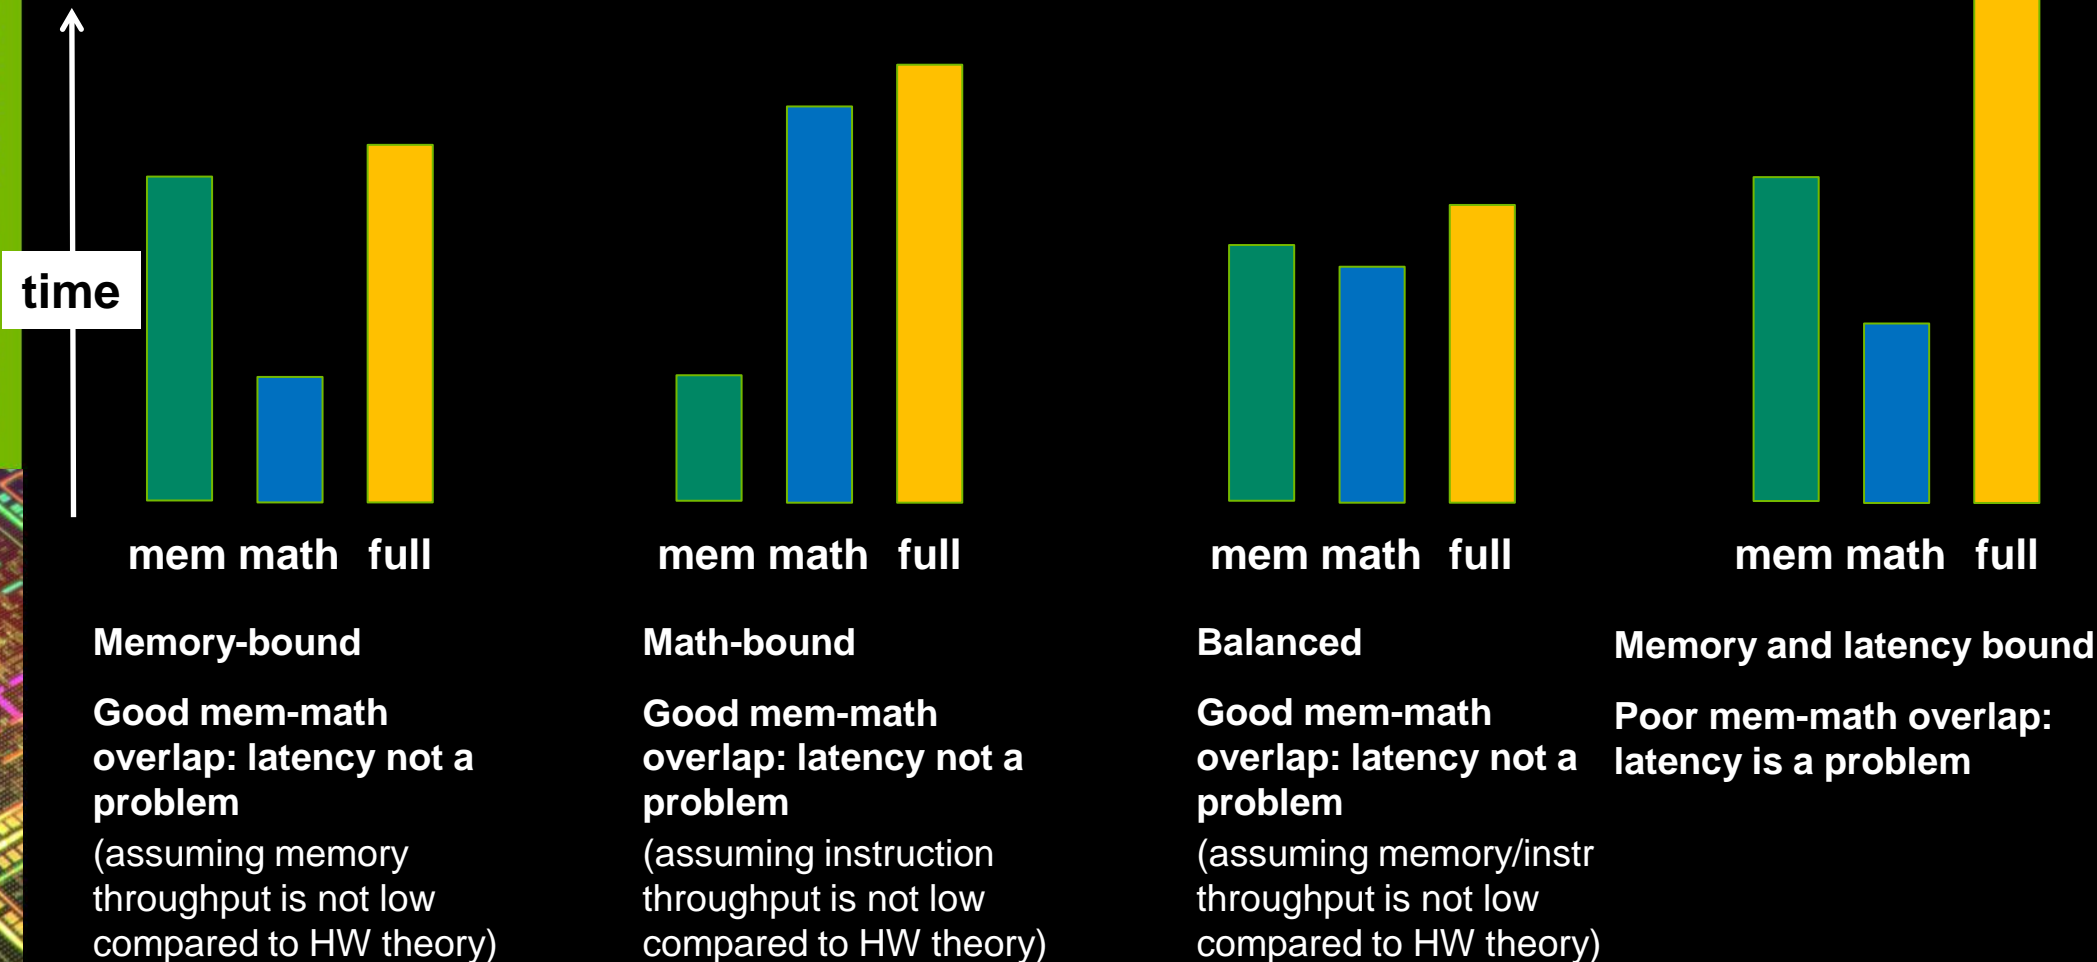 time
mem math full
mem math full
mem math full
mem math full
Memory-bound
Good mem-math
overlap: latency not a
problem
(assuming memory
throughput is not low
compared to HW theory)
Math-bound
Good mem-math
overlap: latency not a
problem
(assuming instruction
throughput is not low
compared to HW theory)
Balanced
Good mem-math
overlap: latency not a
problem
(assuming memory/instr
throughput is not low
compared to HW theory)
Memory and latency bound
Poor mem-math overlap:
latency is a problem